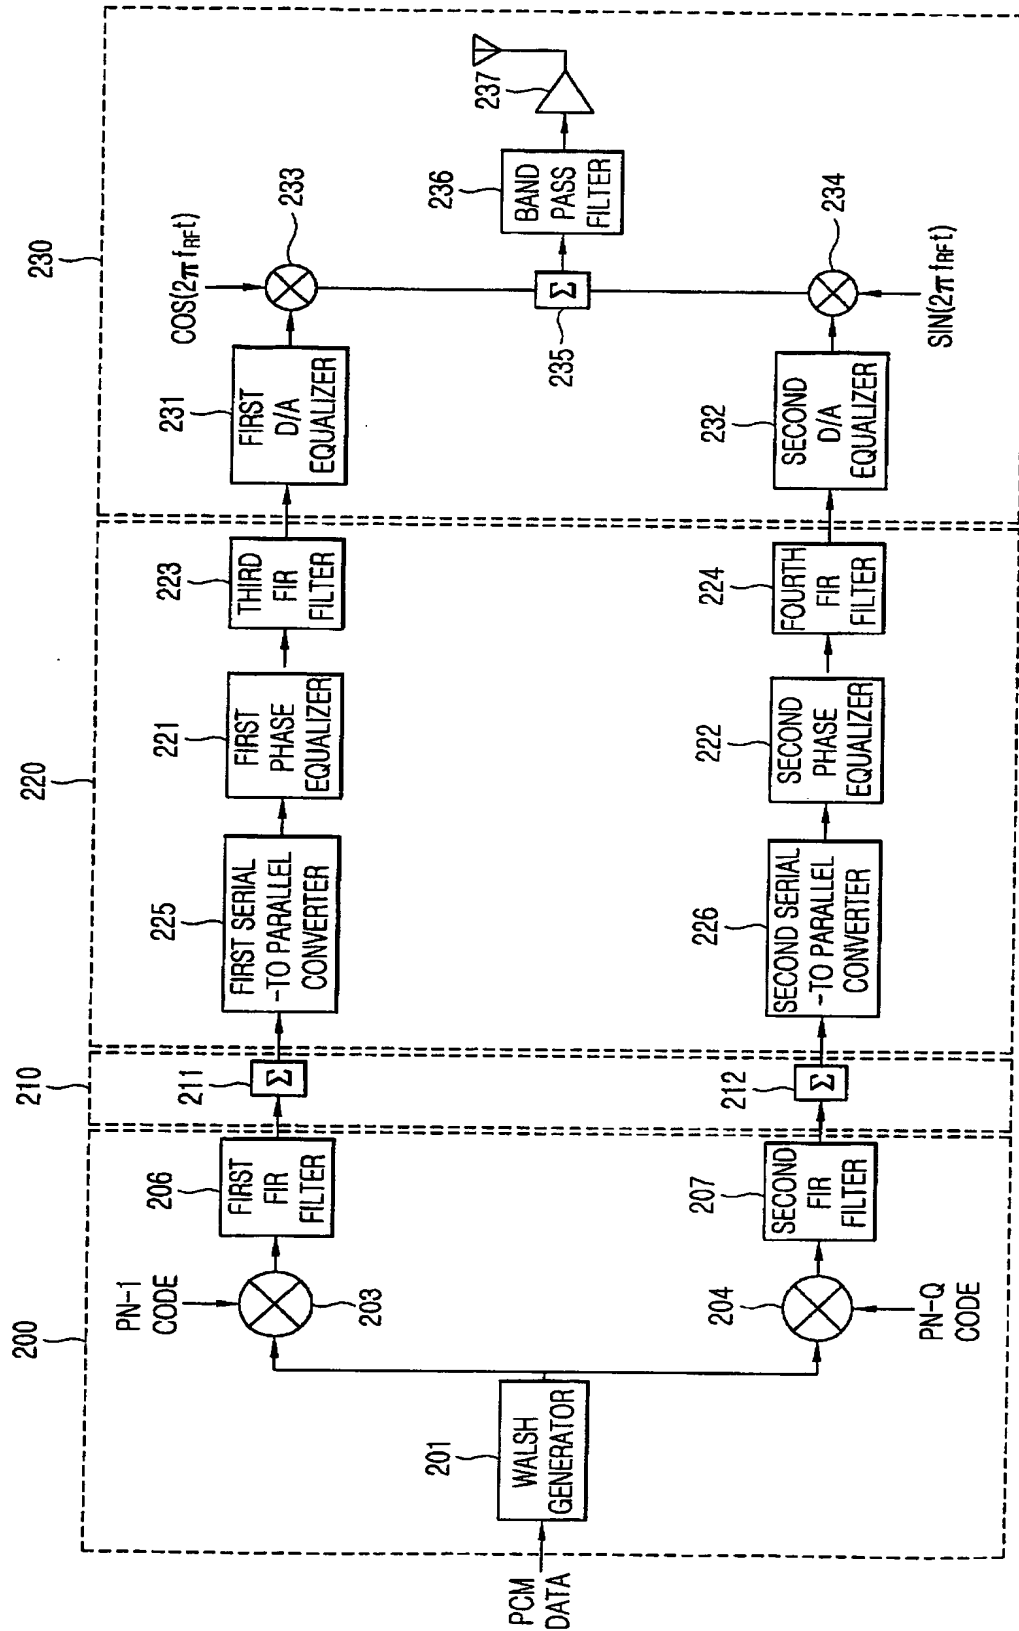 200
PCM
DATA
WALSH
GENERATOR
201
PN-1
CODE
203
PN-Q
CODE
204
FIRST
FIR
FILTER
206
SECOND
FIR
FILTER
207
210
Σ
211
Σ
212
220
FIRST SERIAL
-TO PARALLEL
CONVERTER
225
SECOND SERIAL
-TO PARALLEL
CONVERTER
226
FIRST
PHASE
EQUALIZER
221
SECOND
PHASE
EQUALIZER
222
THIRD
FIR
FILTER
223
FOURTH
FIR
FILTER
224
230
FIRST
D/A
EQUALIZER
231
SECOND
D/A
EQUALIZER
232
COS(2π fRFt)
233
SIN(2π fRFt)
234
Σ
235
BAND
PASS
FILTER
236
237